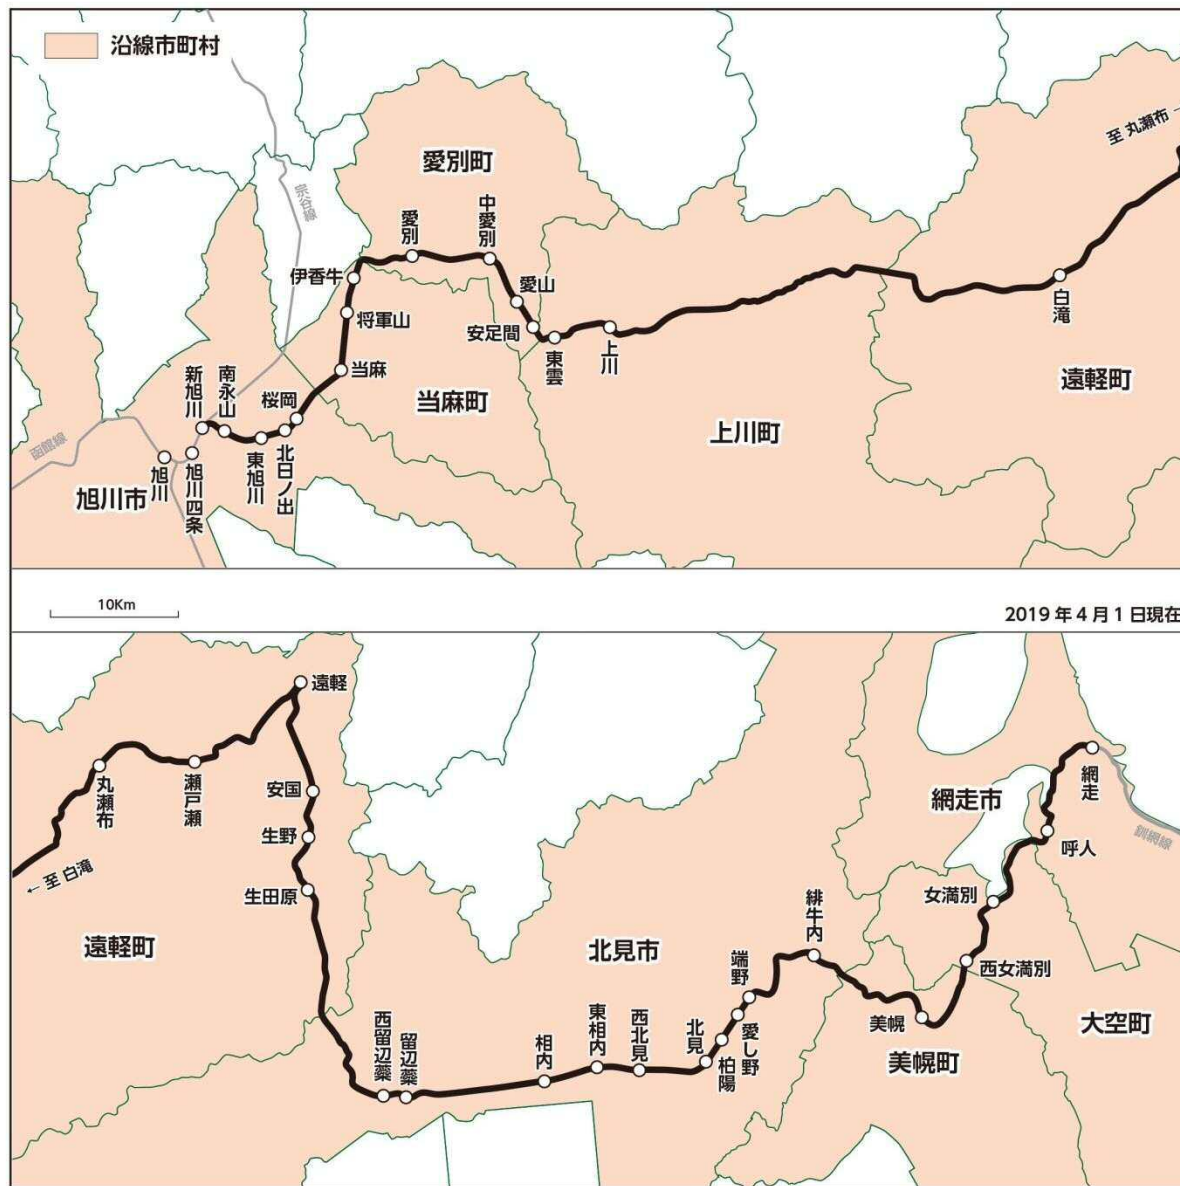 沿線市町村
至 丸瀬布 →
愛別町
宗谷線
愛別
中愛別
伊香牛
愛山
将軍山
安足間
東雲
上川
白滝
当麻
遠軽町
新旭川
南永山
桜岡
当麻町
上川町
函館線
旭川
旭川四条
東旭川
北日ノ出
旭川市
10Km
2019年4月1日現在
遠軽
丸瀬布
瀬戸瀬
安国
網走
網走市
生野
釧網線
呼人
← 至 白滝
生田原
女満別
緋牛内
遠軽町
北見市
端野
西女満別
西留辺蘂
留辺蘂
相内
東相内
西北見
北見
柏陽
愛し野
美幌
大空町
美幌町